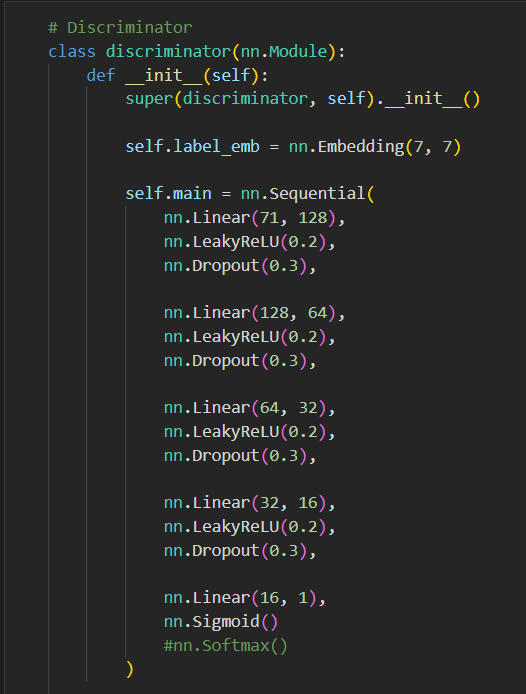 # Discriminator
class discriminator(nn.Module):
    def __init__(self):
        super(discriminator, self).__init__()

        self.label_emb = nn.Embedding(7, 7)

        self.main = nn.Sequential(
            nn.Linear(71, 128),
            nn.LeakyReLU(0.2),
            nn.Dropout(0.3),

            nn.Linear(128, 64),
            nn.LeakyReLU(0.2),
            nn.Dropout(0.3),

            nn.Linear(64, 32),
            nn.LeakyReLU(0.2),
            nn.Dropout(0.3),

            nn.Linear(32, 16),
            nn.LeakyReLU(0.2),
            nn.Dropout(0.3),

            nn.Linear(16, 1),
            nn.Sigmoid()
            #nn.Softmax()
        )